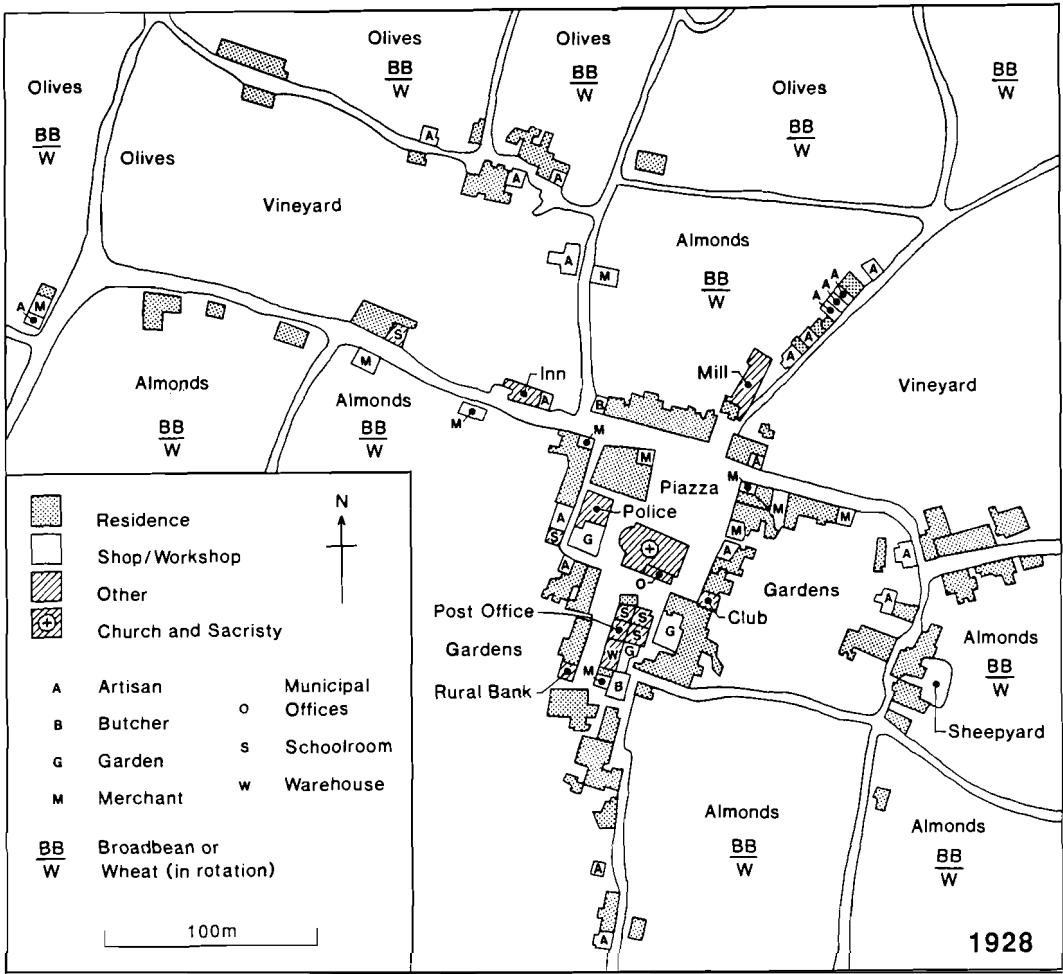 Olives
BB
W
Olives
BB
W
Olives
BB
W
Olives
BB
W
BB
W
Olives
Vineyard
A
A
A
A
M
Almonds
BB
W
A
A
A
A
A
A
A
M
S
M
Inn
A
M
B
M
M
Mill
Vineyard
Almonds
BB
W
Almonds
BB
W
Piazza
A
M
M
M
M
Police
G
A
S
A
O
A
Club
Gardens
A
A
Post Office
S
S
S
G
W
G
Gardens
M
B
Rural Bank
Almonds
BB
W
Sheepyard
Almonds
BB
W
Almonds
BB
W
A
A
N
Residence
Shop/Workshop
Other
Church and Sacristy
A Artisan
B Butcher
G Garden
M Merchant
O Municipal
Offices
S Schoolroom
W Warehouse
BB
W
Broadbean or
Wheat (in rotation)
100m
1928